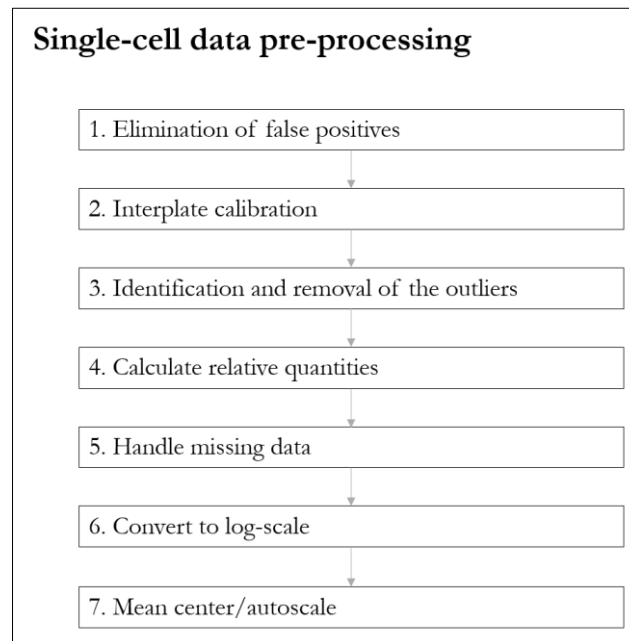 Single-cell data pre-processing
1. Elimination of false positives
2. Interplate calibration
3. Identification and removal of the outliers
4. Calculate relative quantities
5. Handle missing data
6. Convert to log-scale
7. Mean center/autoscale